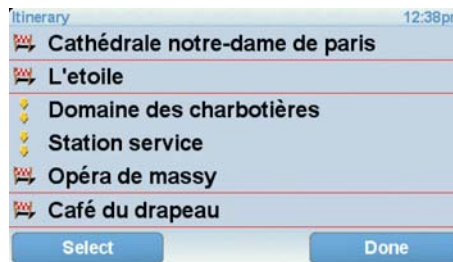 Itinerary 12:38pm
Cathédrale notre-dame de paris
L'etoile
Domaine des charbotières
Station service
Opéra de massy
Café du drapeau
Select Done